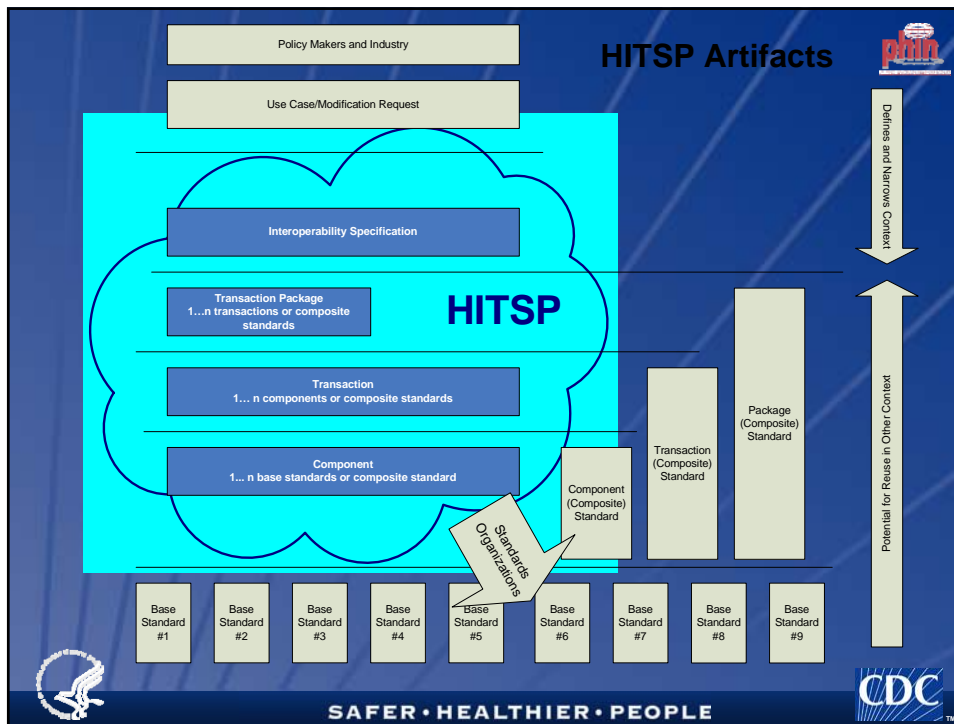 Policy Makers and Industry
HITSP Artifacts
phin
Use Case/Modification Request
Defines and Narrows Context
Interoperability Specification
Transaction Package
1…n transactions or composite
standards
HITSP
Transaction
1… n components or composite standards
Component
1... n base standards or composite standard
Component
(Composite)
Standard
Transaction
(Composite)
Standard
Package
(Composite)
Standard
Potential for Reuse in Other Context
Standards
Organizations
Base
Standard
#1
Base
Standard
#2
Base
Standard
#3
Base
Standard
#4
Base
Standard
#5
Base
Standard
#6
Base
Standard
#7
Base
Standard
#8
Base
Standard
#9
SAFER • HEALTHIER • PEOPLE
CDC
TM